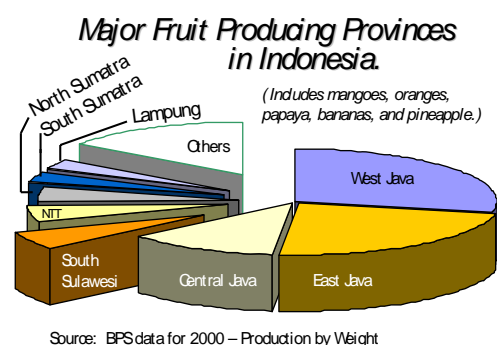 Major Fruit Producing Provinces
in Indonesia.
(Includes mangoes, oranges,
papaya, bananas, and pineapple.)
North Sumatra
South Sumatra
Lampung
Others
West Java
NTT
South
Sulawesi
Central Java
East Java
Source: BPS data for 2000 – Production by Weight